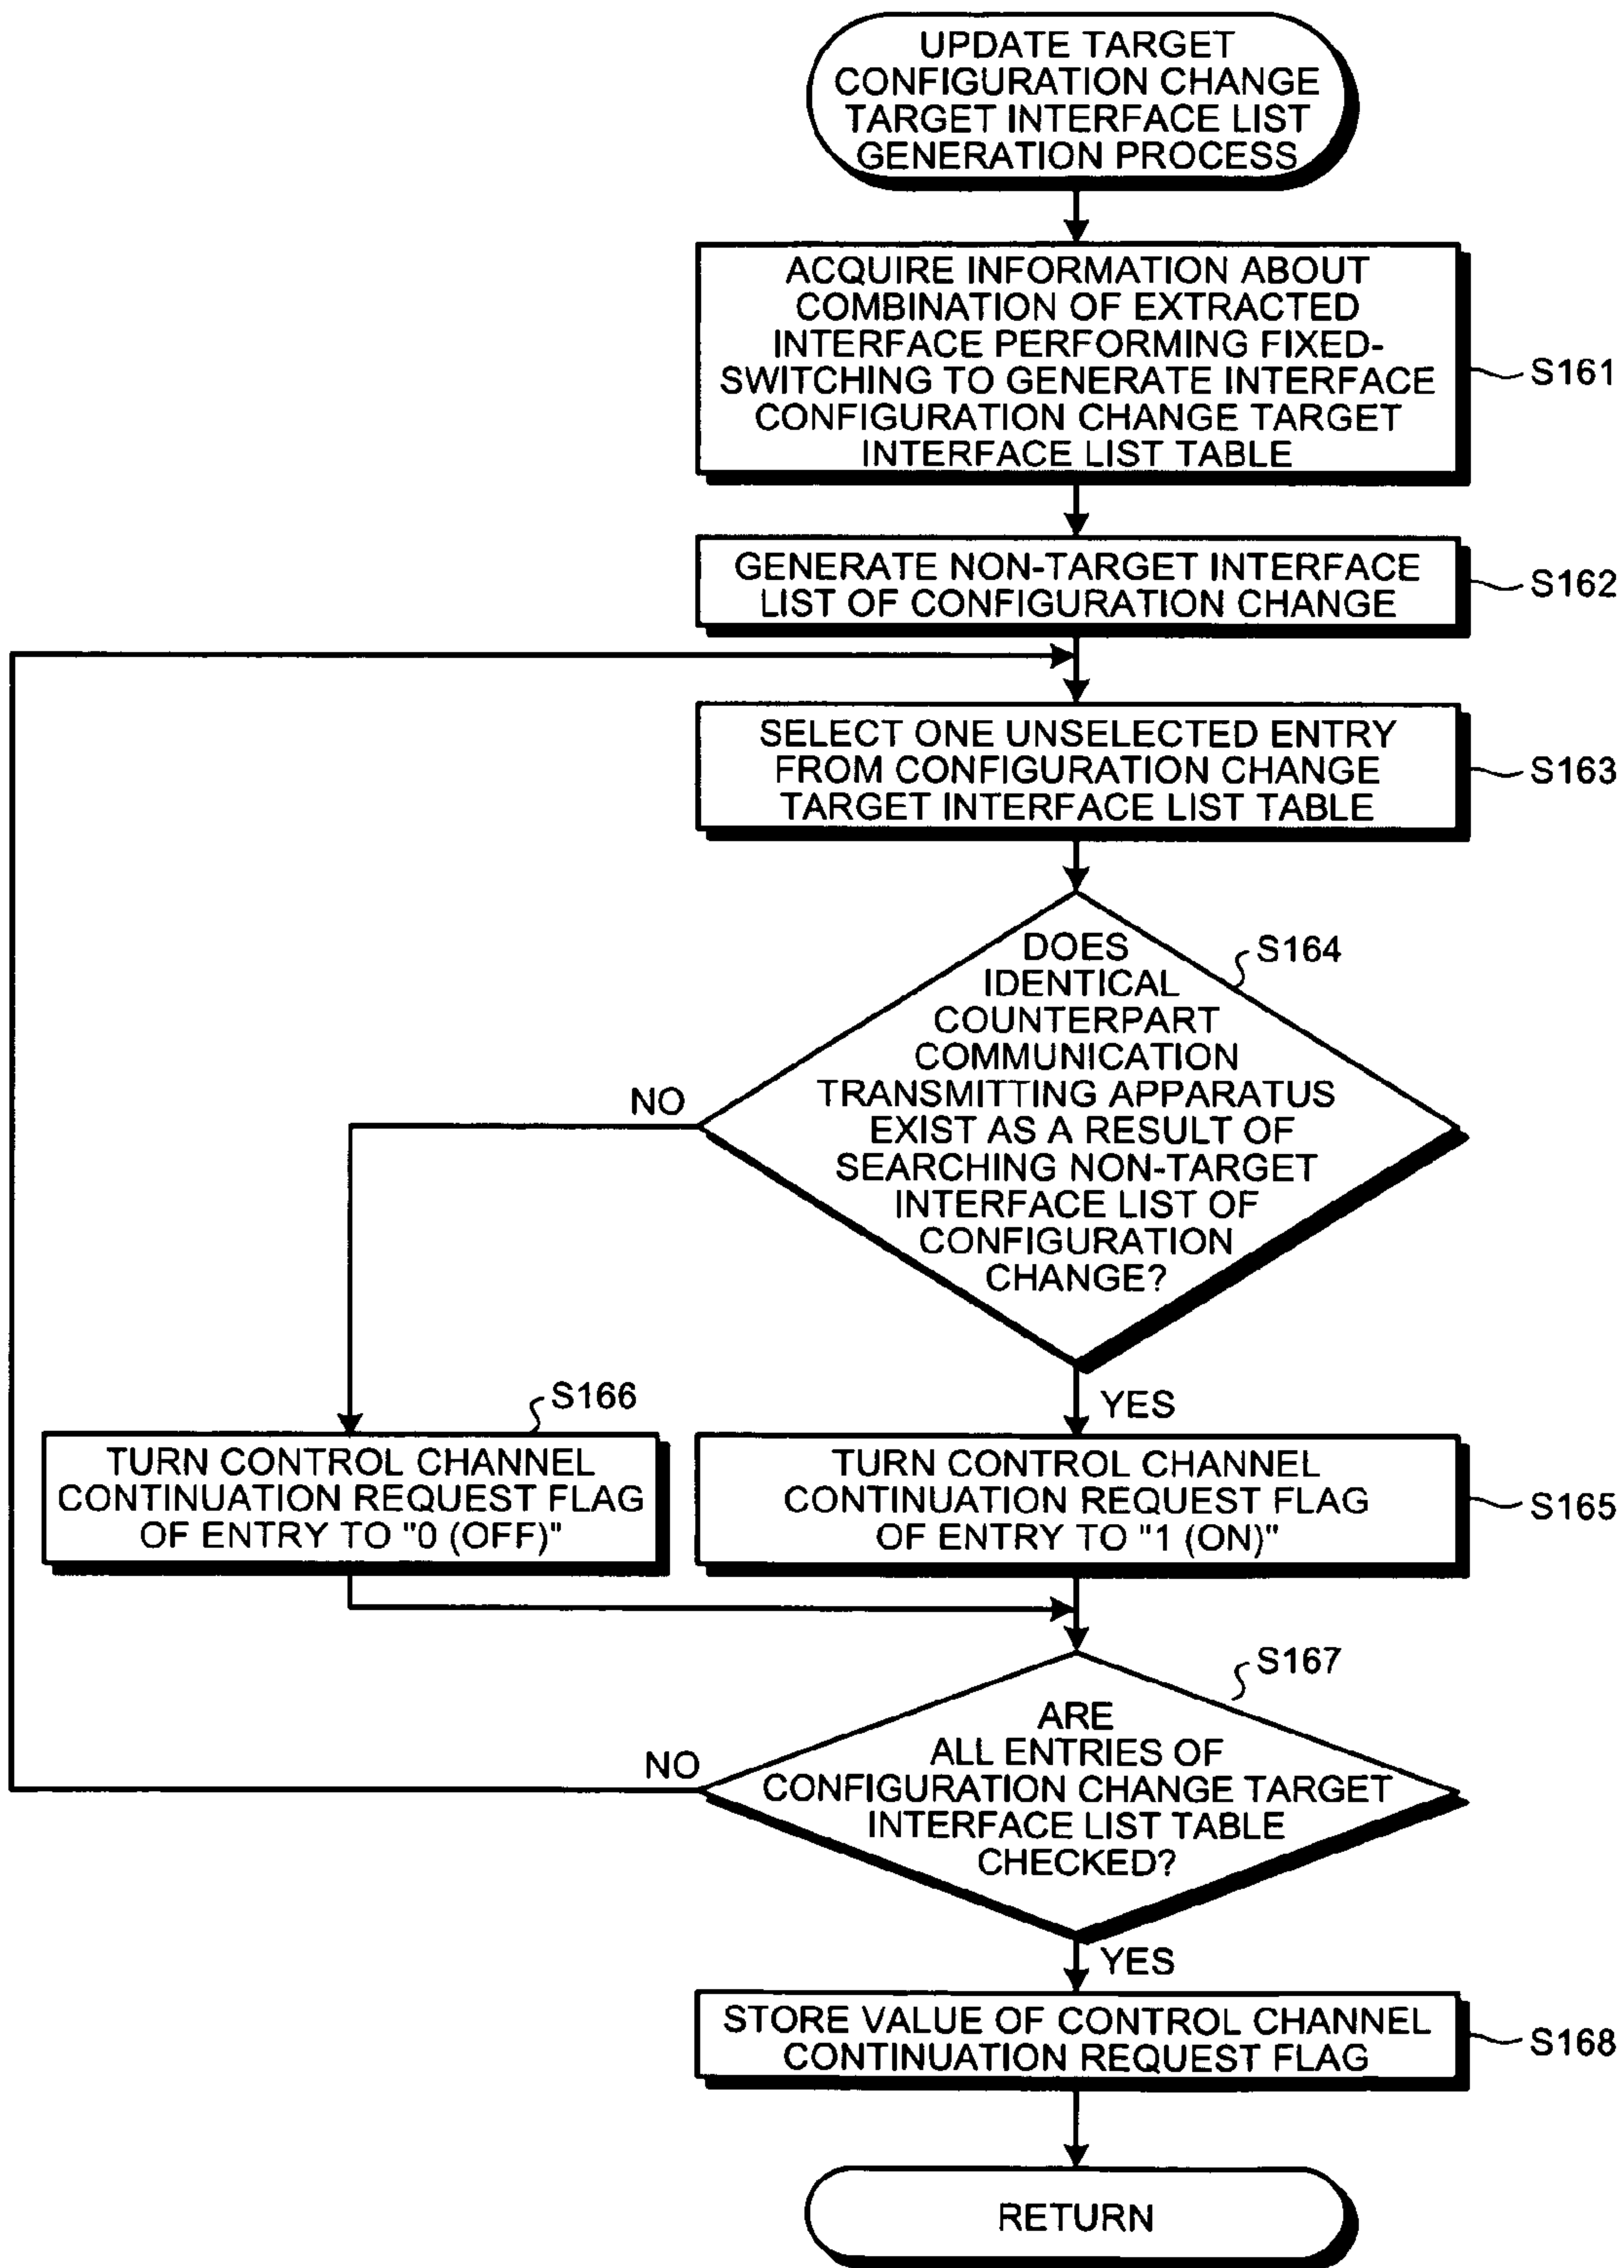 UPDATE TARGET
CONFIGURATION CHANGE
TARGET INTERFACE LIST
GENERATION PROCESS
ACQUIRE INFORMATION ABOUT
COMBINATION OF EXTRACTED
INTERFACE PERFORMING FIXED-
SWITCHING TO GENERATE INTERFACE
CONFIGURATION CHANGE TARGET
INTERFACE LIST TABLE
S161
GENERATE NON-TARGET INTERFACE
LIST OF CONFIGURATION CHANGE
S162
SELECT ONE UNSELECTED ENTRY
FROM CONFIGURATION CHANGE
TARGET INTERFACE LIST TABLE
S163
DOES
IDENTICAL
COUNTERPART
COMMUNICATION
TRANSMITTING APPARATUS
EXIST AS A RESULT OF
SEARCHING NON-TARGET
INTERFACE LIST OF
CONFIGURATION
CHANGE?
S164
NO
YES
S166
TURN CONTROL CHANNEL
CONTINUATION REQUEST FLAG
OF ENTRY TO "0 (OFF)"
TURN CONTROL CHANNEL
CONTINUATION REQUEST FLAG
OF ENTRY TO "1 (ON)"
S165
S167
ARE
ALL ENTRIES OF
CONFIGURATION CHANGE TARGET
INTERFACE LIST TABLE
CHECKED?
NO
YES
STORE VALUE OF CONTROL CHANNEL
CONTINUATION REQUEST FLAG
S168
RETURN